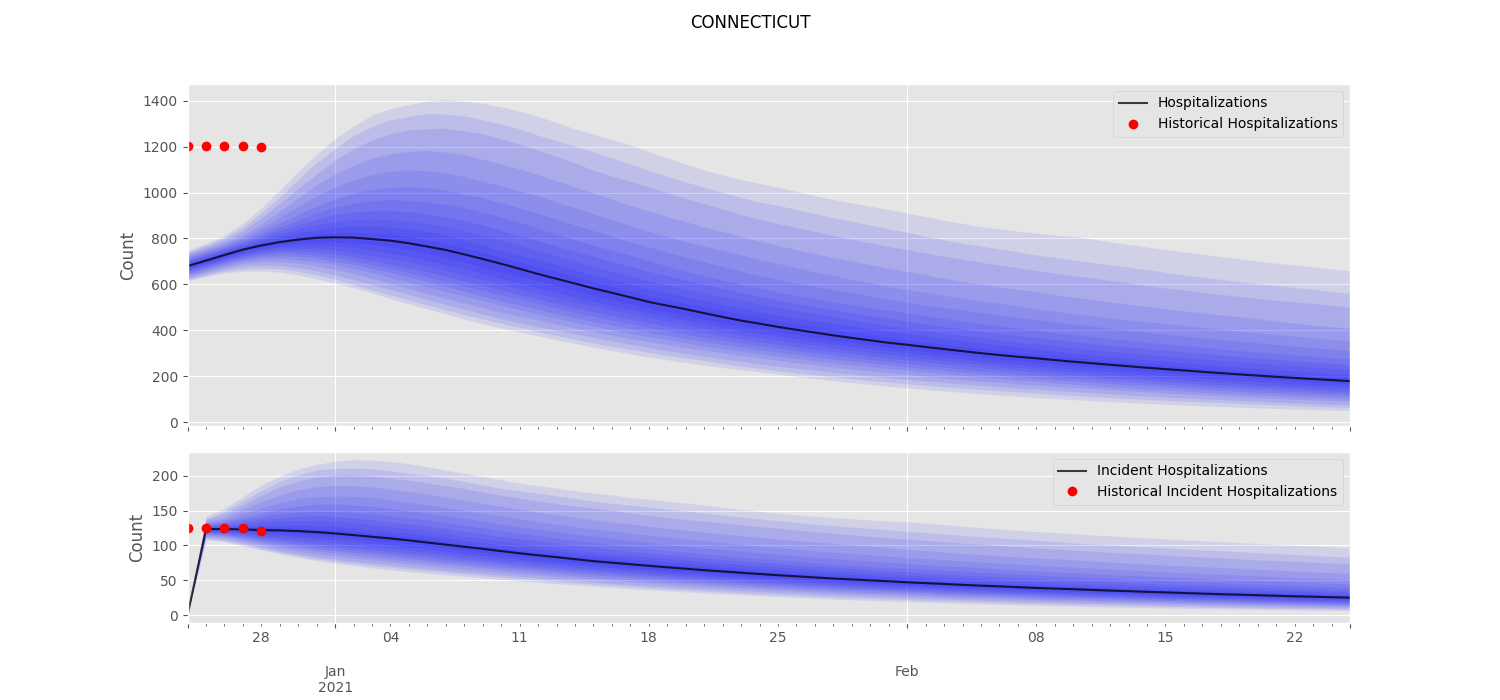 CONNECTICUT
1400
1200
1000
800
600
400
200
0
Count
Hospitalizations
Historical Hospitalizations
200
150
100
50
0
Count
Incident Hospitalizations
Historical Incident Hospitalizations
28 04 11 18 25 08 15 22
Jan Feb
2021